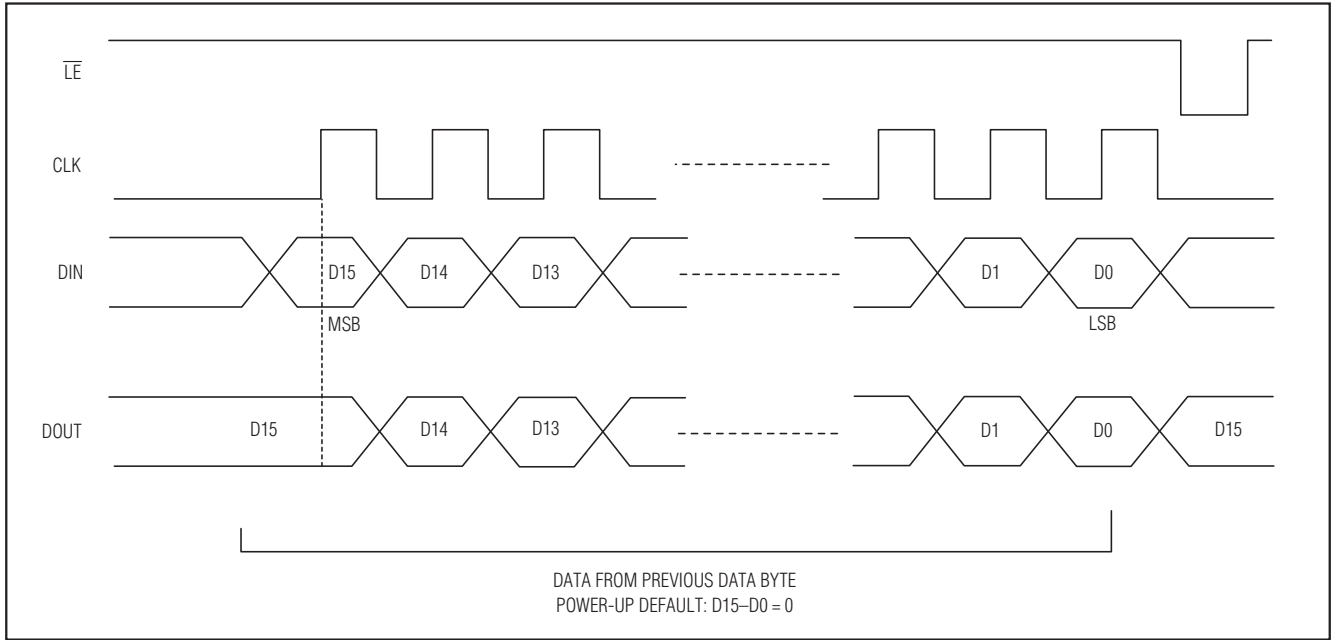 LE
CLK
DIN
D15 D14 D13 D1 D0
MSB LSB
DOUT
D15 D14 D13 D1 D0 D15
DATA FROM PREVIOUS DATA BYTE
POWER-UP DEFAULT: D15–D0 = 0